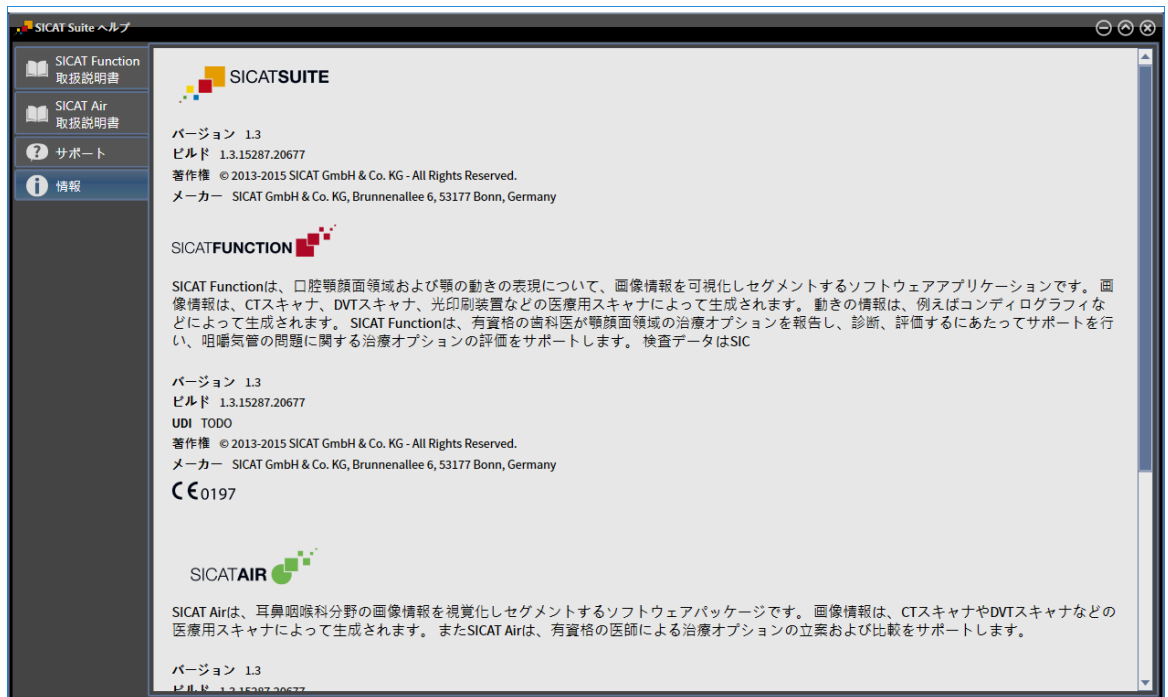 SICAT Suite ヘルプ
SICAT Function
取扱説明書
SICAT Air
取扱説明書
サポート
情報
SICATSUITE
バージョン 1.3
ビルド 1.3.15287.20677
著作権 © 2013-2015 SICAT GmbH & Co. KG - All Rights Reserved.
メーカー SICAT GmbH & Co. KG, Brunnenallee 6, 53177 Bonn, Germany
SICATFUNCTION
SICAT Functionは、口腔顎顔面領域および顎の動きの表現について、画像情報を可視化しセグメントするソフトウェアアプリケーションです。 画
像情報は、CTスキャナ、DVTスキャナ、光印刷装置などの医療用スキャナによって生成されます。 動きの情報は、例えばコンディログラフィな
どによって生成されます。 SICAT Functionは、有資格の歯科医が顎顔面領域の治療オプションを報告し、診断、評価するにあたってサポートを行
い、咀嚼気管の問題に関する治療オプションの評価をサポートします。 検査データはSIC
バージョン 1.3
ビルド 1.3.15287.20677
UDI TODO
著作権 © 2013-2015 SICAT GmbH & Co. KG - All Rights Reserved.
メーカー SICAT GmbH & Co. KG, Brunnenallee 6, 53177 Bonn, Germany
CE0197
SICATAIR
SICAT Airは、耳鼻咽喉科分野の画像情報を視覚化しセグメントするソフトウェアパッケージです。 画像情報は、CTスキャナやDVTスキャナなどの
医療用スキャナによって生成されます。 またSICAT Airは、有資格の医師による治療オプションの立案および比較をサポートします。
バージョン 1.3
ビルド 1.3.15287.20677